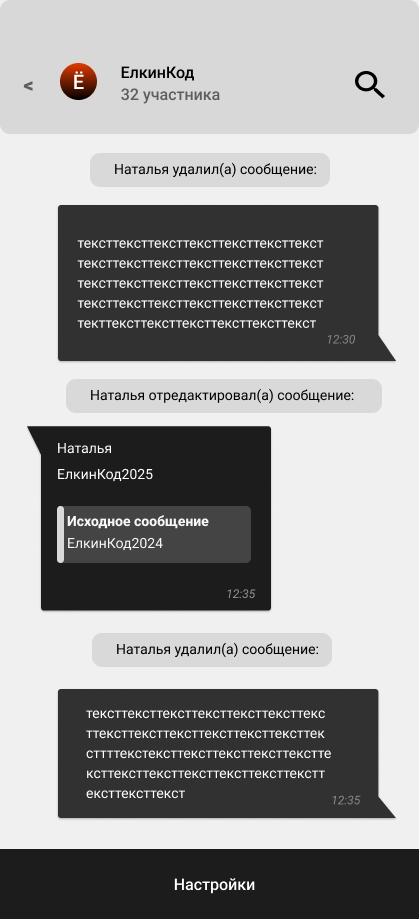 <
Ё
ЕлкинКод
32 участника
Наталья удалил(а) сообщение:
тексттексттексттексттексттексттекст
тексттексттексттексттексттексттекст
тексттексттексттексттексттексттекст
тексттексттексттексттексттексттекст
текттексттексттексттексттексттекст
12:30
Наталья отредактировал(а) сообщение:
Наталья
ЕлкинКод2025
Исходное сообщение
ЕлкинКод2024
12:35
Наталья удалил(а) сообщение:
тексттексттексттексттексттексттекс
ттексттексттексттексттексттексттек
сттттекстексттексттексттексттекстте
ксттексттексттексттексттексттекстт
ексттексттекст
12:35
Настройки